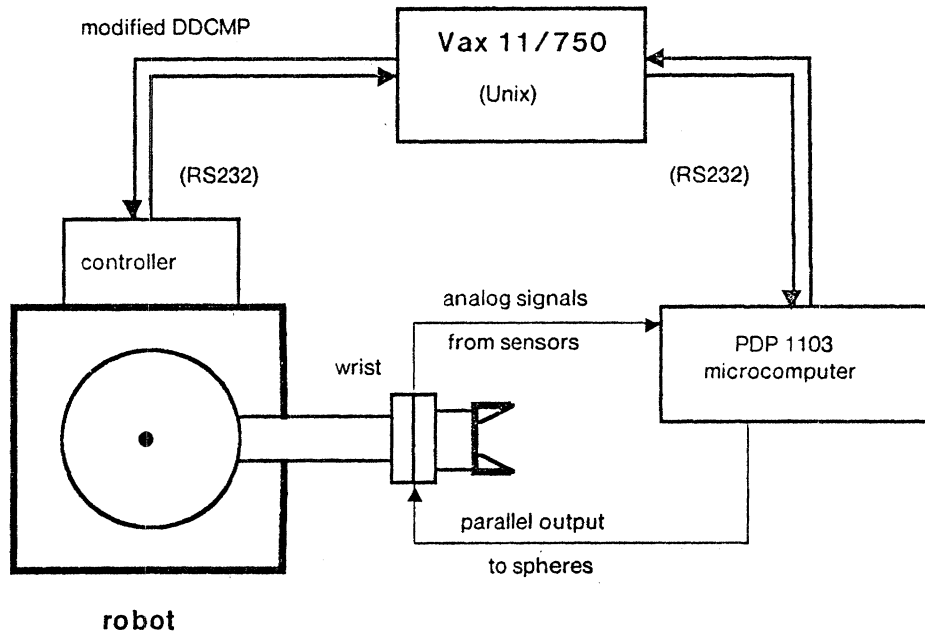 modified DDCMP
Vax 11/750
(Unix)
(RS232)
(RS232)
controller
analog signals
from sensors
PDP 1103
microcomputer
wrist
parallel output
to spheres
robot